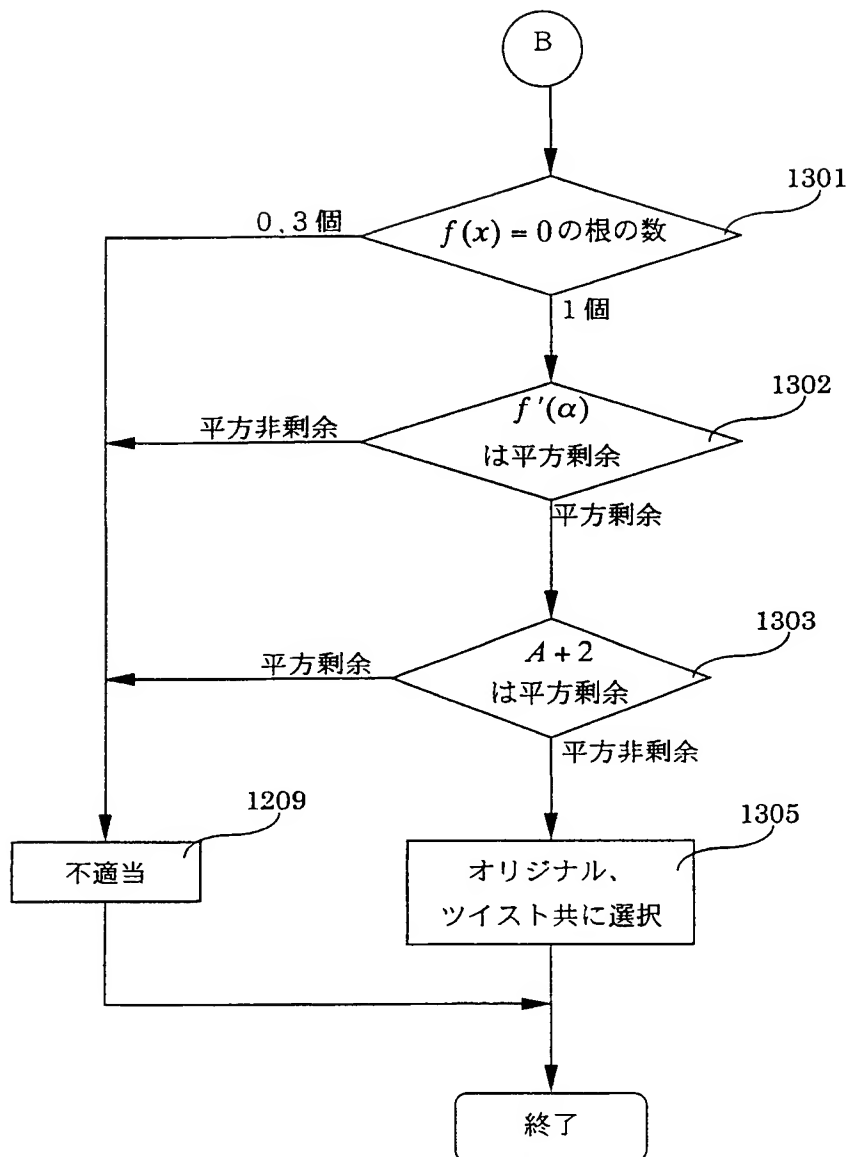 B
1301
0, 3個
f(x) = 0の根の数
1個
1302
f'(α)
は平方剰余
平方非剰余
平方剰余
1303
A + 2
は平方剰余
平方剰余
平方非剰余
1209
不適当
1305
オリジナル、
ツイスト共に選択
終了